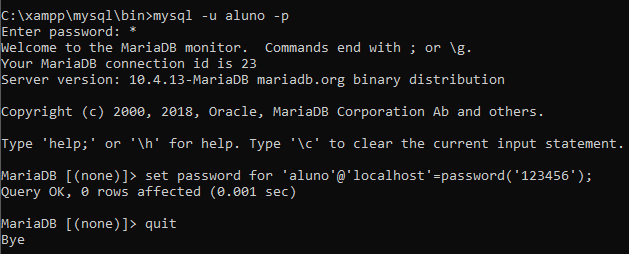 C:\xampp\mysql\bin>mysql -u aluno -p
Enter password: *
Welcome to the MariaDB monitor.  Commands end with ; or \g.
Your MariaDB connection id is 23
Server version: 10.4.13-MariaDB mariadb.org binary distribution
Copyright (c) 2000, 2018, Oracle, MariaDB Corporation Ab and others.
Type 'help;' or '\h' for help. Type '\c' to clear the current input statement.
MariaDB [(none)]> set password for 'aluno'@'localhost'=password('123456');
Query OK, 0 rows affected (0.001 sec)
MariaDB [(none)]> quit
Bye